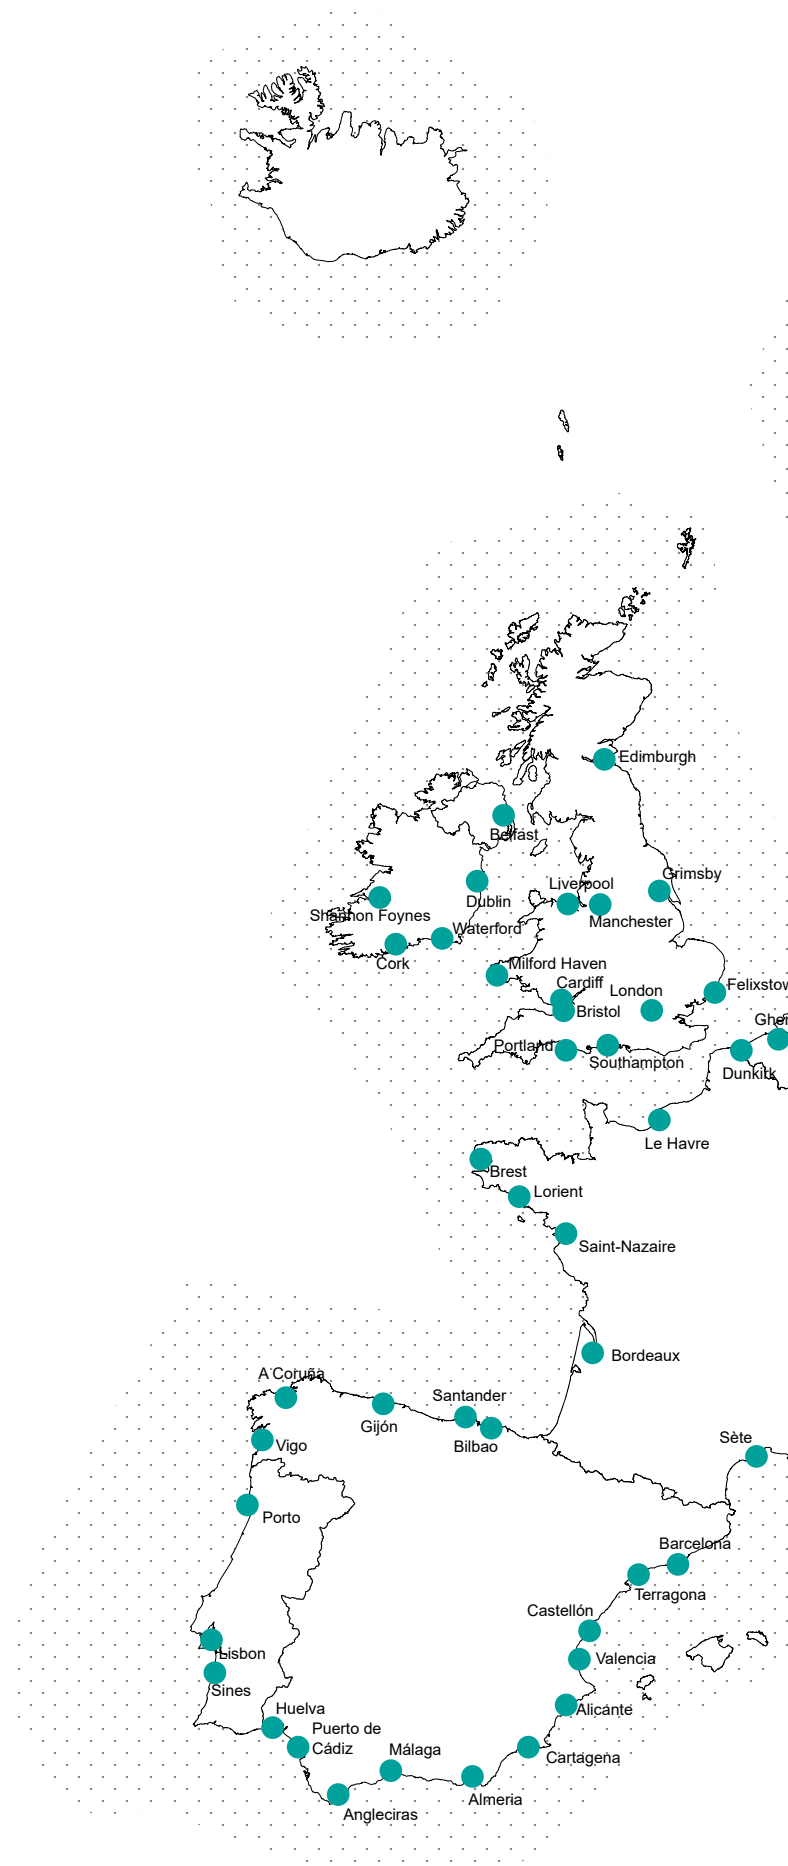 Edimburgh
Belfast
Grimsby
Liverpool
Dublin
Shannon Foynes
Manchester
Waterford
Cork
Milford Haven
Cardiff
London
Felixstow
Bristol
Gher
Portland
Southampton
Dunkirk
Le Havre
Brest
Lorient
Saint-Nazaire
Bordeaux
A Coruña
Santander
Gijón
Bilbao
Vigo
Sète
Porto
Barcelona
Terragona
Castellón
Lisbon
Valencia
Sines
Huelva
Alicante
Puerto de
Cádiz
Málaga
Cartagena
Almeria
Angleciras